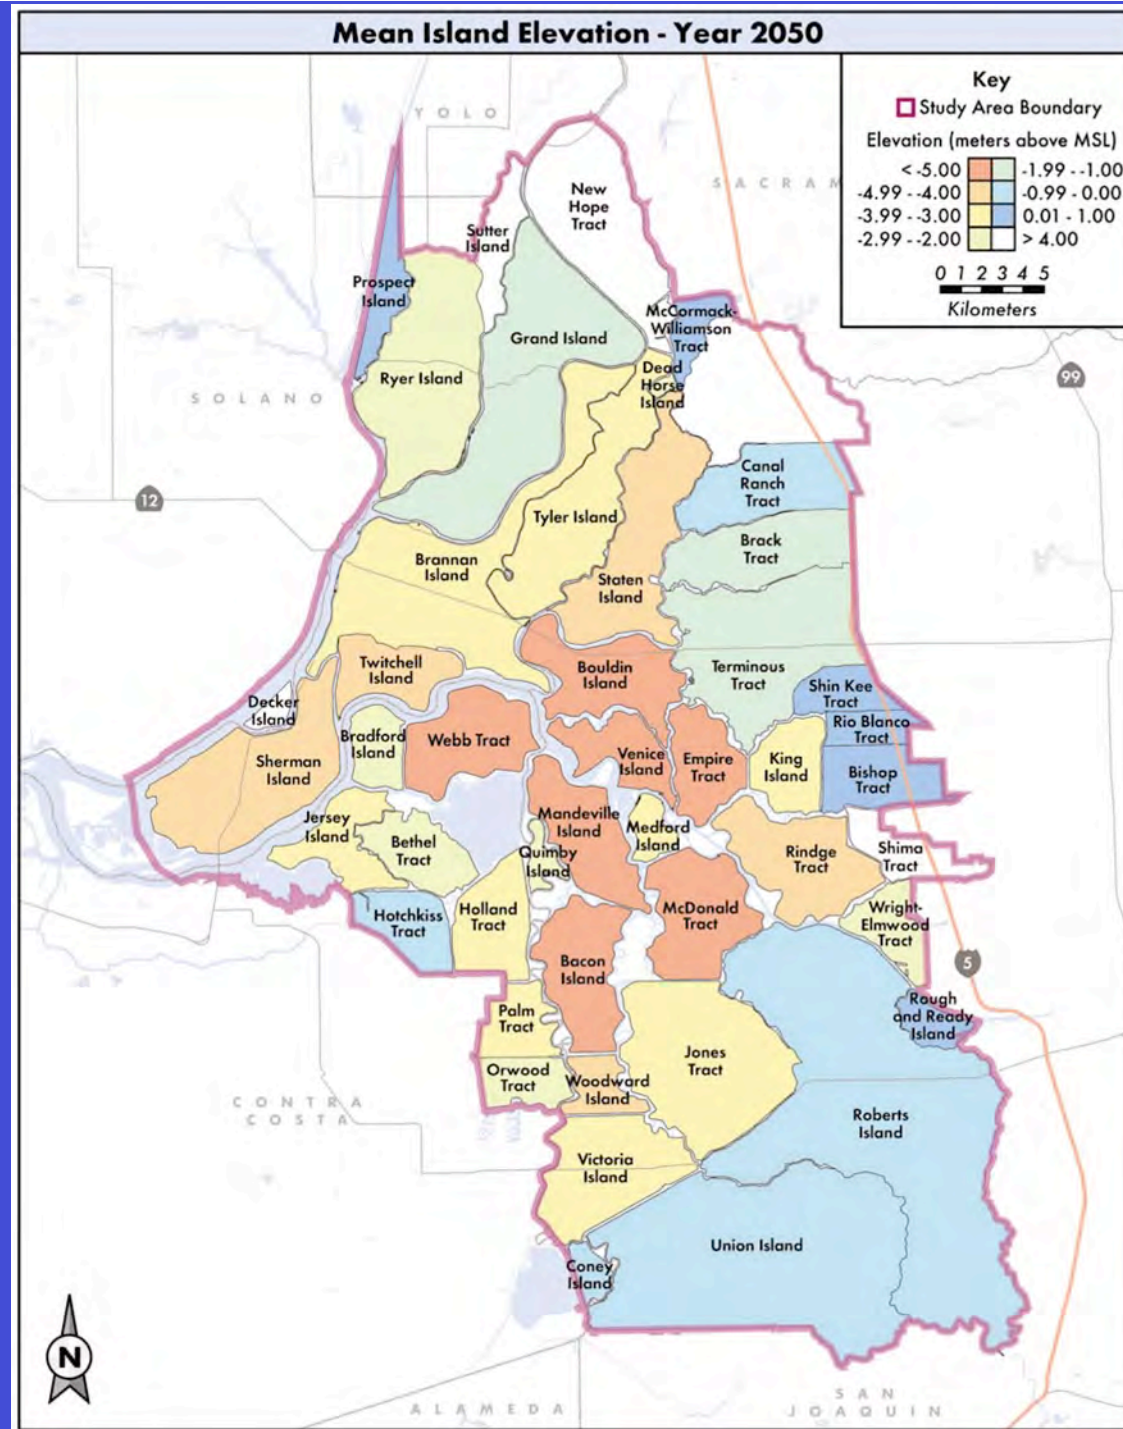 Mean Island Elevation - Year 2050
Key
Study Area Boundary
Elevation (meters above MSL)
< -5.00
-1.99 - -1.00
-4.99 - -4.00
-0.99 - 0.00
-3.99 - -3.00
0.01 - 1.00
-2.99 - -2.00
> 4.00
0 1 2 3 4 5
Kilometers
YOLO
SACRAM
New
Hope
Tract
Sutter
Island
Prospect
Island
McCormack-
Williamson
Tract
Grand Island
Ryer Island
Dead
Horse
Island
99
SOLANO
12
Canal
Ranch
Tract
Tyler Island
Brack
Tract
Brannan
Island
Staten
Island
Twitchell
Island
Bouldin
Island
Terminous
Tract
Shin Kee
Tract
Decker
Island
Rio Blanco
Tract
Bradford
Island
Webb Tract
Venice
Island
Empire
Tract
King
Island
Sherman
Island
Bishop
Tract
Jersey
Island
Mandeville
Island
Medford
Island
Bethel
Tract
Quimby
Island
Rindge
Tract
Shima
Tract
Hotchkiss
Tract
Holland
Tract
McDonald
Tract
Wright-
Elmwood
Tract
Bacon
Island
5
Palm
Tract
Rough
and Ready
Island
Orwood
Tract
Woodward
Island
Jones
Tract
CONTRA
COSTA
Roberts
Island
Victoria
Island
Union Island
Coney
Island
N
ALAMEDA
SAN
JOAQUIN